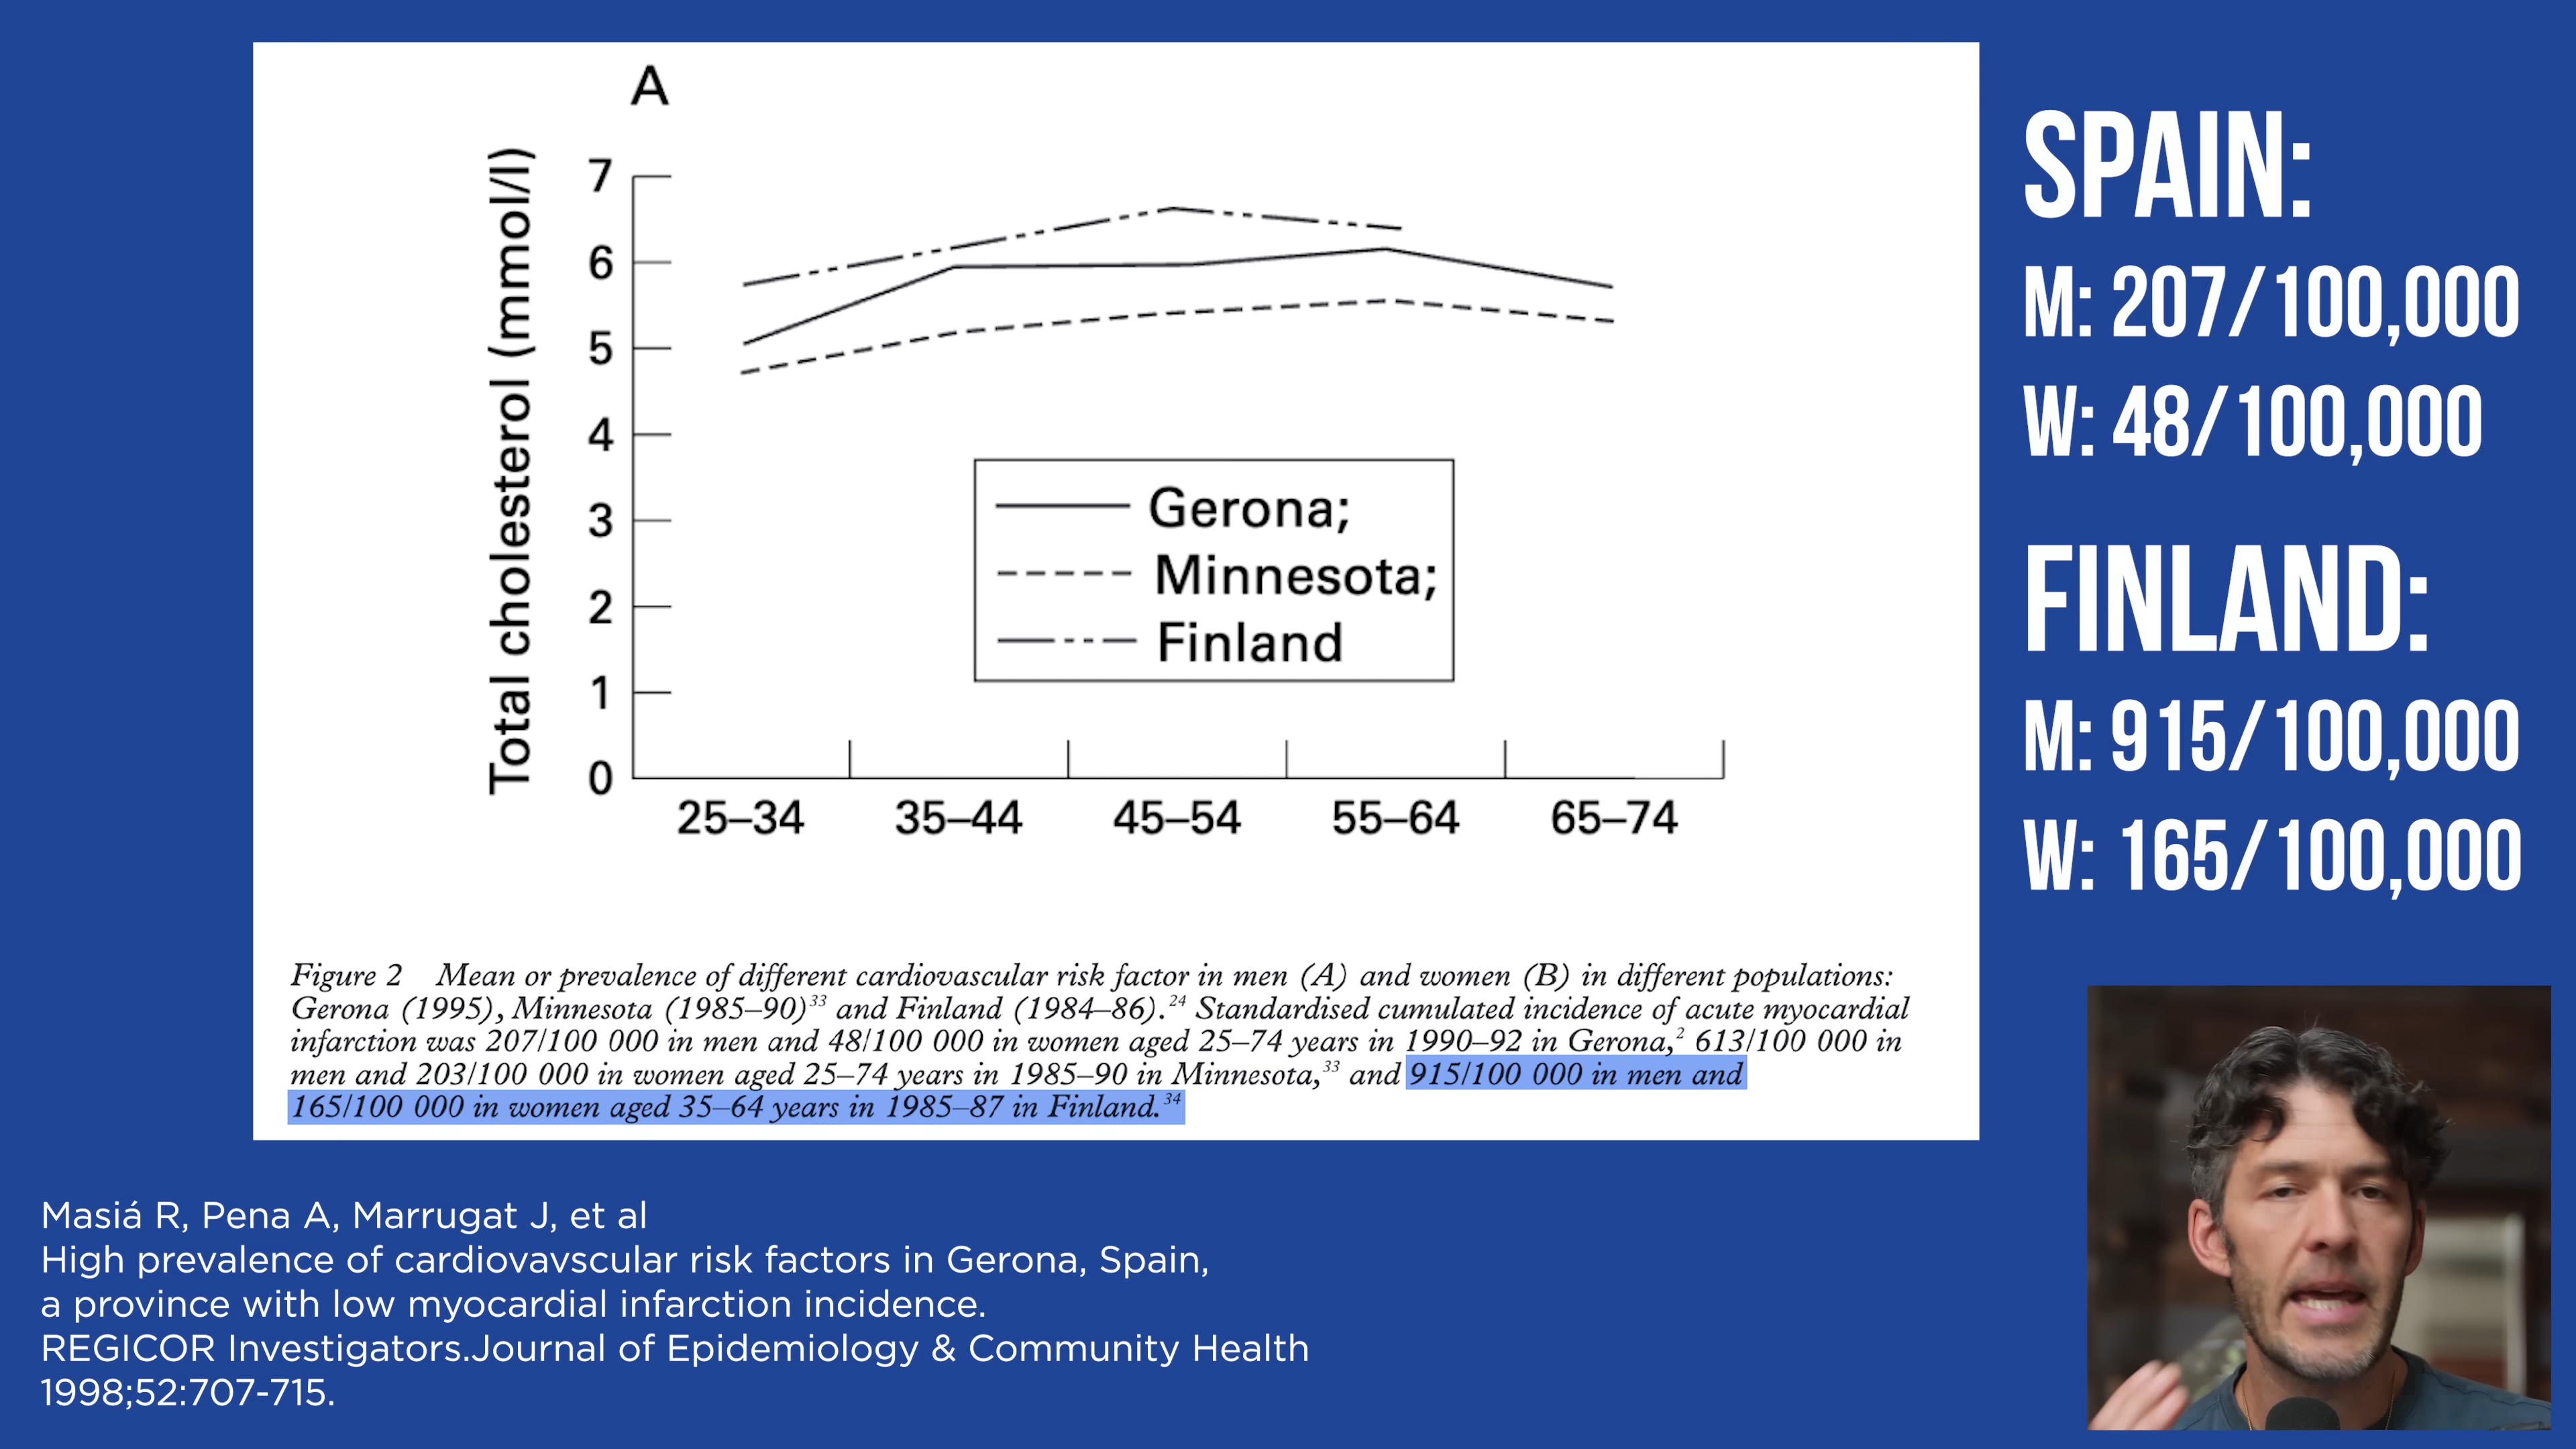 A
Total cholesterol (mmol/l)
7
6
5
4
3
2
1
0
Gerona;
Minnesota;
Finland
25–34 35–44 45–54 55–64 65–74
Figure 2 Mean or prevalence of different cardiovascular risk factor in men (A) and women (B) in different populations:
Gerona (1995), Minnesota (1985–90)³³ and Finland (1984–86).²⁴ Standardised cumulated incidence of acute myocardial
infarction was 207/100 000 in men and 48/100 000 in women aged 25–74 years in 1990–92 in Gerona,² 613/100 000 in
men and 203/100 000 in women aged 25–74 years in 1985–90 in Minnesota,³³ and 915/100 000 in men and
165/100 000 in women aged 35–64 years in 1985–87 in Finland.³⁴
SPAIN:
M: 207/100,000
W: 48/100,000
FINLAND:
M: 915/100,000
W: 165/100,000
Masiá R, Pena A, Marrugat J, et al
High prevalence of cardiovavscular risk factors in Gerona, Spain,
a province with low myocardial infarction incidence.
REGICOR Investigators.Journal of Epidemiology & Community Health
1998;52:707-715.